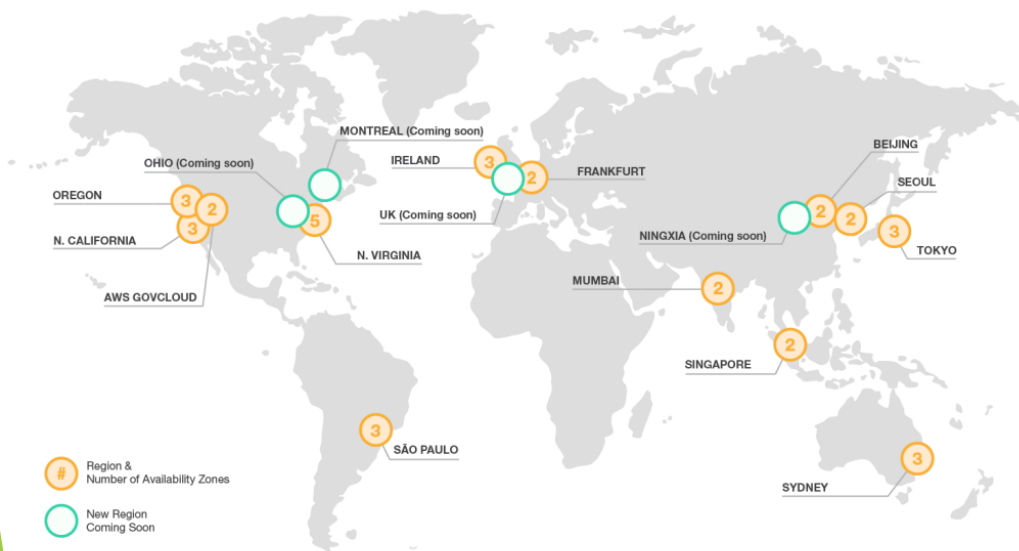 MONTREAL (Coming soon)
OHIO (Coming soon)
IRELAND
3
BEIJING
FRANKFURT
2
SEOUL
OREGON
3
2
UK (Coming soon)
2
2
N. CALIFORNIA
3
5
NINGXIA (Coming soon)
3
TOKYO
N. VIRGINIA
MUMBAI
2
AWS GOVCLOUD
2
SINGAPORE
3
SÃO PAULO
3
SYDNEY
#
Region &
Number of Availability Zones
New Region
Coming Soon